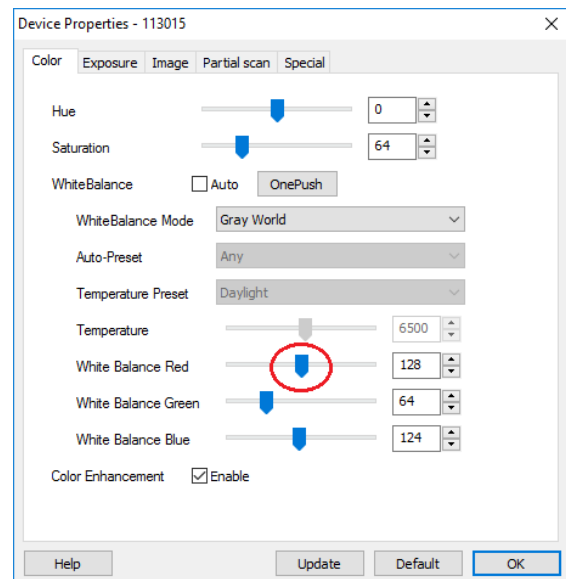 Device Properties - 113015
Color Exposure Image Partial scan Special
Hue 0
Saturation 64
WhiteBalance Auto OnePush
WhiteBalance Mode Gray World
Auto-Preset Any
Temperature Preset Daylight
Temperature 6500
White Balance Red 128
White Balance Green 64
White Balance Blue 124
Color Enhancement Enable
Help Update Default OK